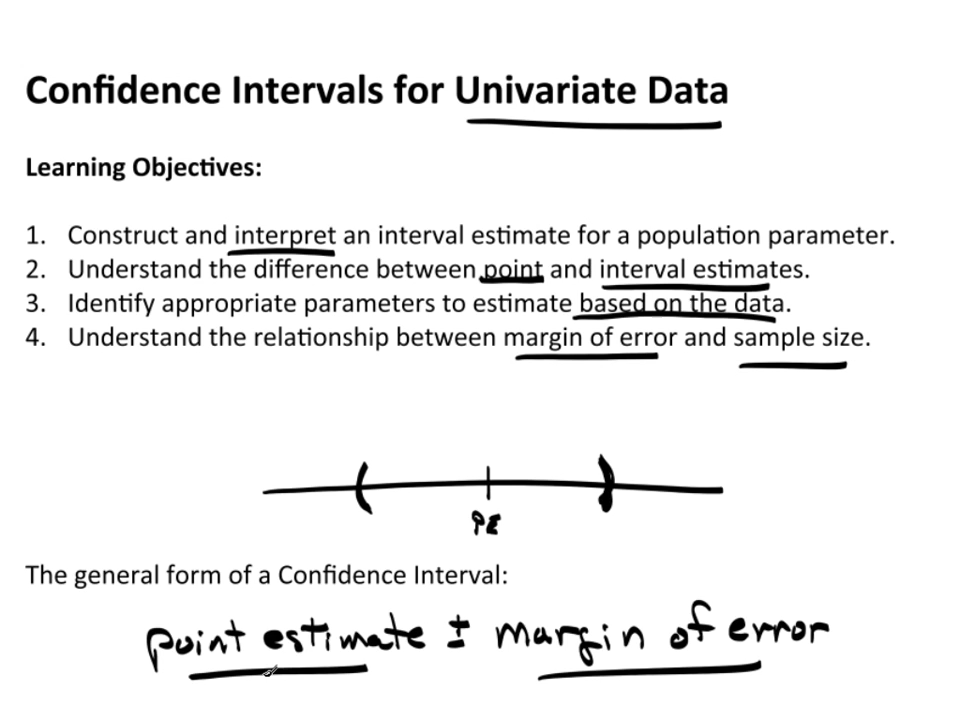 Confidence Intervals for Univariate Data
Learning Objectives:
1. Construct and interpret an interval estimate for a population parameter.
2. Understand the difference between point and interval estimates.
3. Identify appropriate parameters to estimate based on the data.
4. Understand the relationship between margin of error and sample size.
PE
The general form of a Confidence Interval:
point estimate ± margin of error